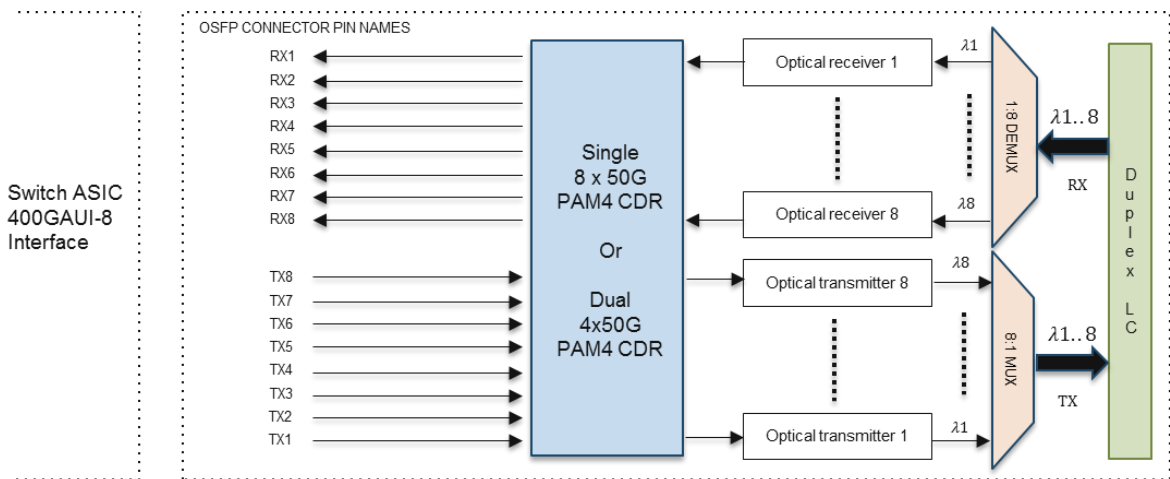 OSFP CONNECTOR PIN NAMES
Switch ASIC
400GAUI-8
Interface
RX1
RX2
RX3
RX4
RX5
RX6
RX7
RX8
TX8
TX7
TX6
TX5
TX4
TX3
TX2
TX1
Single
8 x 50G
PAM4 CDR
Or
Dual
4x50G
PAM4 CDR
Optical receiver 1
Optical receiver 8
Optical transmitter 8
Optical transmitter 1
λ1
λ8
λ8
λ1
1:8 DEMUX
8:1 MUX
λ1..8
RX
λ1..8
TX
Duplex LC